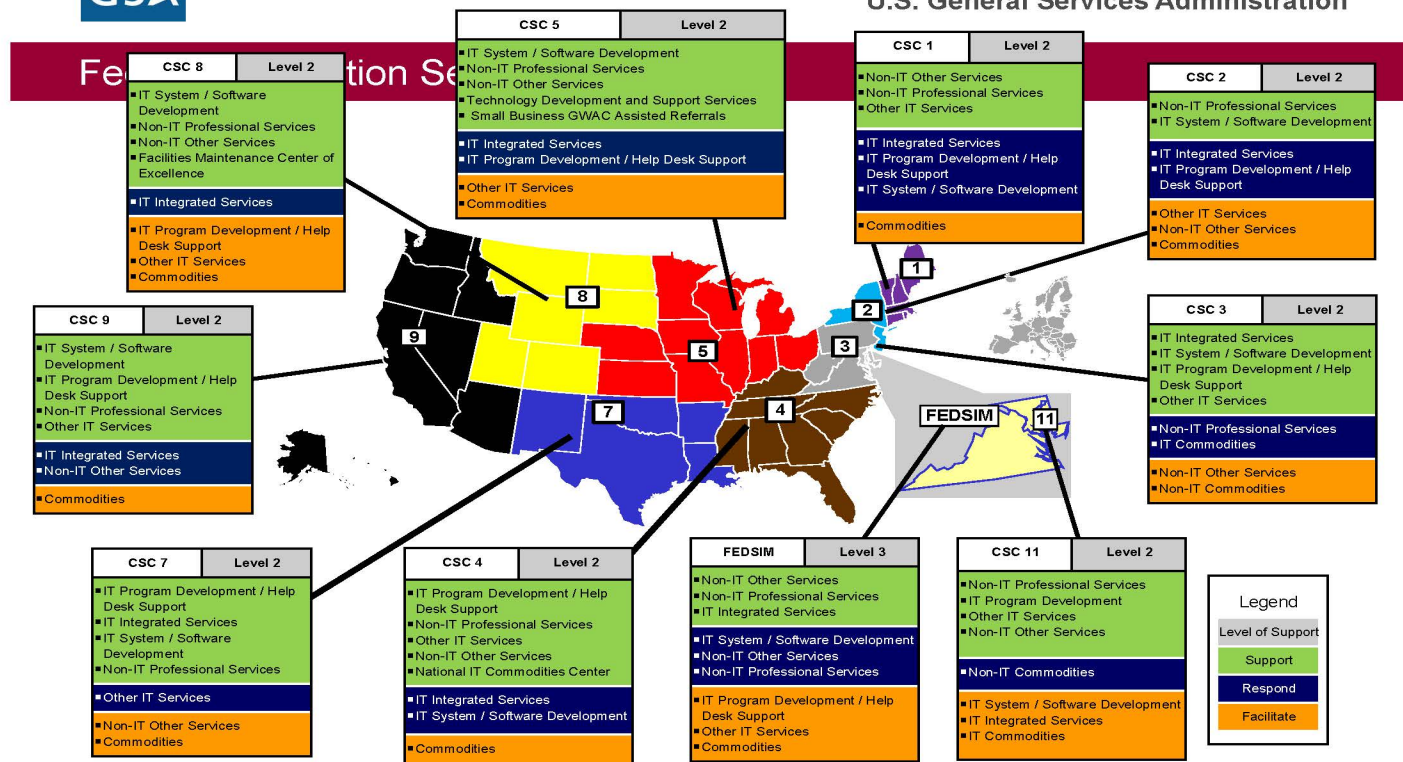 GSA
U.S. General Services Administration
Fe
tion Se
CSC 8 Level 2
■IT System / Software
Development
■Non-IT Professional Services
■Non-IT Other Services
■Facilities Maintenance Center of
Excellence
■IT Integrated Services
■IT Program Development / Help
Desk Support
■Other IT Services
■Commodities
CSC 5 Level 2
■IT System / Software Development
■Non-IT Professional Services
■Non-IT Other Services
■Technology Development and Support Services
■ Small Business GWAC Assisted Referrals
■IT Integrated Services
■IT Program Development / Help Desk Support
■Other IT Services
■Commodities
CSC 1 Level 2
■Non-IT Other Services
■Non-IT Professional Services
■Other IT Services
■IT Integrated Services
■IT Program Development / Help
Desk Support
■IT System / Software Development
■Commodities
CSC 2 Level 2
■Non-IT Professional Services
■IT System / Software Development
■IT Integrated Services
■IT Program Development / Help
Desk Support
■Other IT Services
■Non-IT Other Services
■Commodities
CSC 9 Level 2
■IT System / Software
Development
■IT Program Development / Help
Desk Support
■Non-IT Professional Services
■Other IT Services
■IT Integrated Services
■Non-IT Other Services
■Commodities
1
2
3
4
5
7
8
9
FEDSIM
11
CSC 3 Level 2
■IT Integrated Services
■IT System / Software Development
■IT Program Development / Help
Desk Support
■Other IT Services
■Non-IT Professional Services
■IT Commodities
■Non-IT Other Services
■Non-IT Commodities
CSC 7 Level 2
■IT Program Development / Help
Desk Support
■IT Integrated Services
■IT System / Software
Development
■Non-IT Professional Services
■Other IT Services
■Non-IT Other Services
■Commodities
CSC 4 Level 2
■IT Program Development / Help
Desk Support
■Non-IT Professional Services
■Other IT Services
■Non-IT Other Services
■National IT Commodities Center
■IT Integrated Services
■IT System / Software Development
■Commodities
FEDSIM Level 3
■Non-IT Other Services
■Non-IT Professional Services
■IT Integrated Services
■IT System / Software Development
■Non-IT Other Services
■Non-IT Professional Services
■IT Program Development / Help
Desk Support
■Other IT Services
■Commodities
CSC 11 Level 2
■Non-IT Professional Services
■IT Program Development
■Other IT Services
■Non-IT Other Services
■Non-IT Commodities
■IT System / Software Development
■IT Integrated Services
■IT Commodities
Legend
Level of Support
Support
Respond
Facilitate